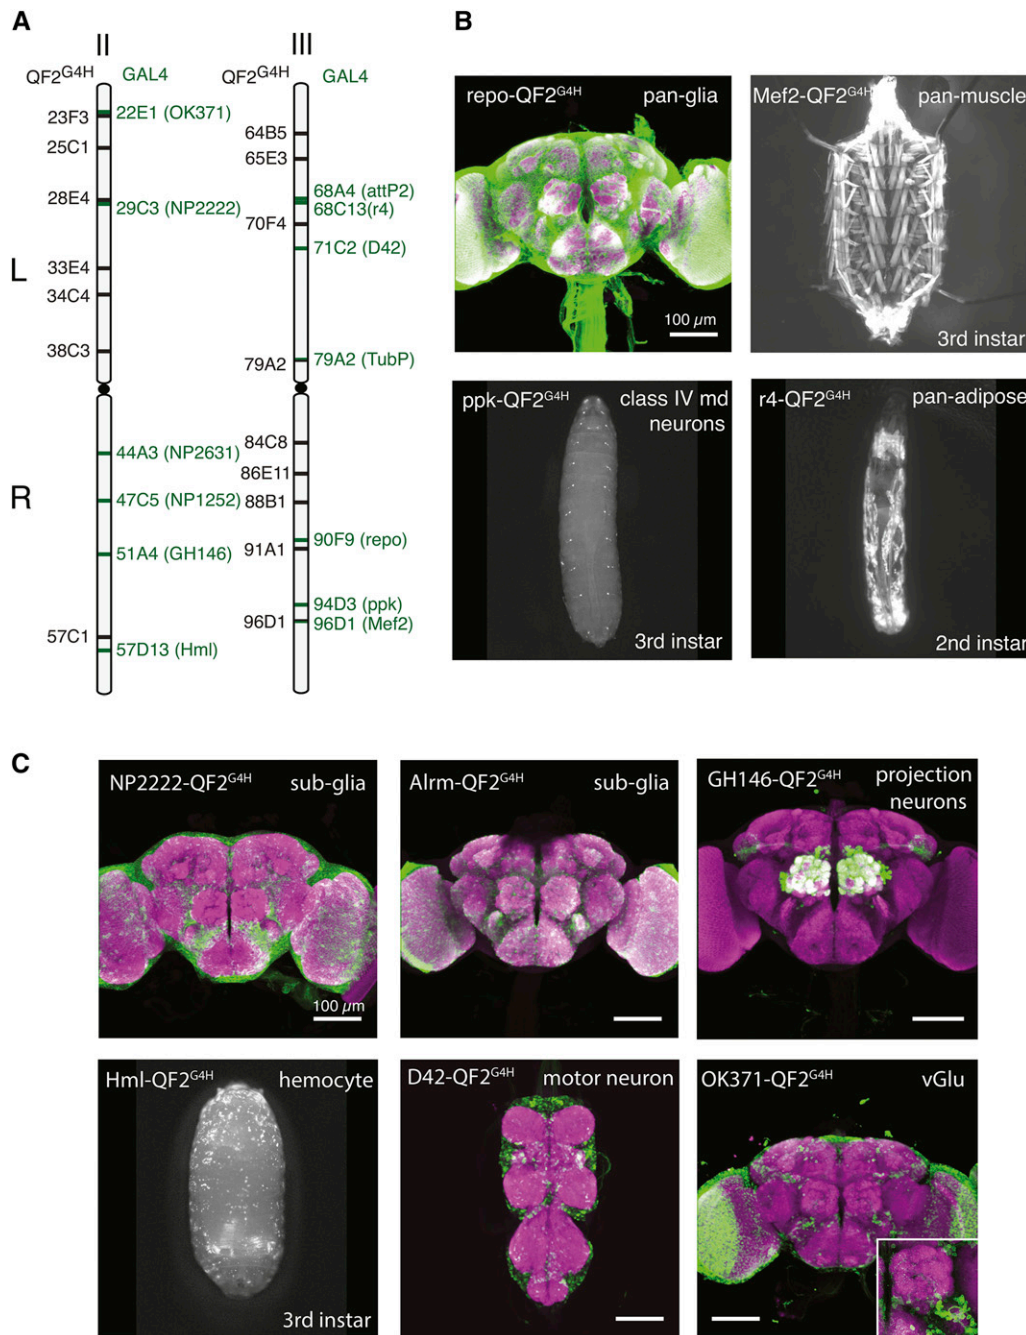 A
II
III
QF2G4H
GAL4
QF2G4H
GAL4
23F3
22E1 (OK371)
25C1
28E4
29C3 (NP2222)
33E4
34C4
38C3
L
64B5
65E3
68A4 (attP2)
68C13(r4)
70F4
71C2 (D42)
79A2
79A2 (TubP)
R
44A3 (NP2631)
47C5 (NP1252)
51A4 (GH146)
57C1
57D13 (Hml)
84C8
86E11
88B1
90F9 (repo)
91A1
94D3 (ppk)
96D1
96D1 (Mef2)
B
repo-QF2G4H
pan-glia
100 µm
Mef2-QF2G4H
pan-muscle
3rd instar
ppk-QF2G4H
class IV md
neurons
3rd instar
r4-QF2G4H
pan-adipose
2nd instar
C
NP2222-QF2G4H
sub-glia
100 µm
Alrm-QF2G4H
sub-glia
GH146-QF2G4H
projection
neurons
Hml-QF2G4H
hemocyte
3rd instar
D42-QF2G4H
motor neuron
OK371-QF2G4H
vGlu